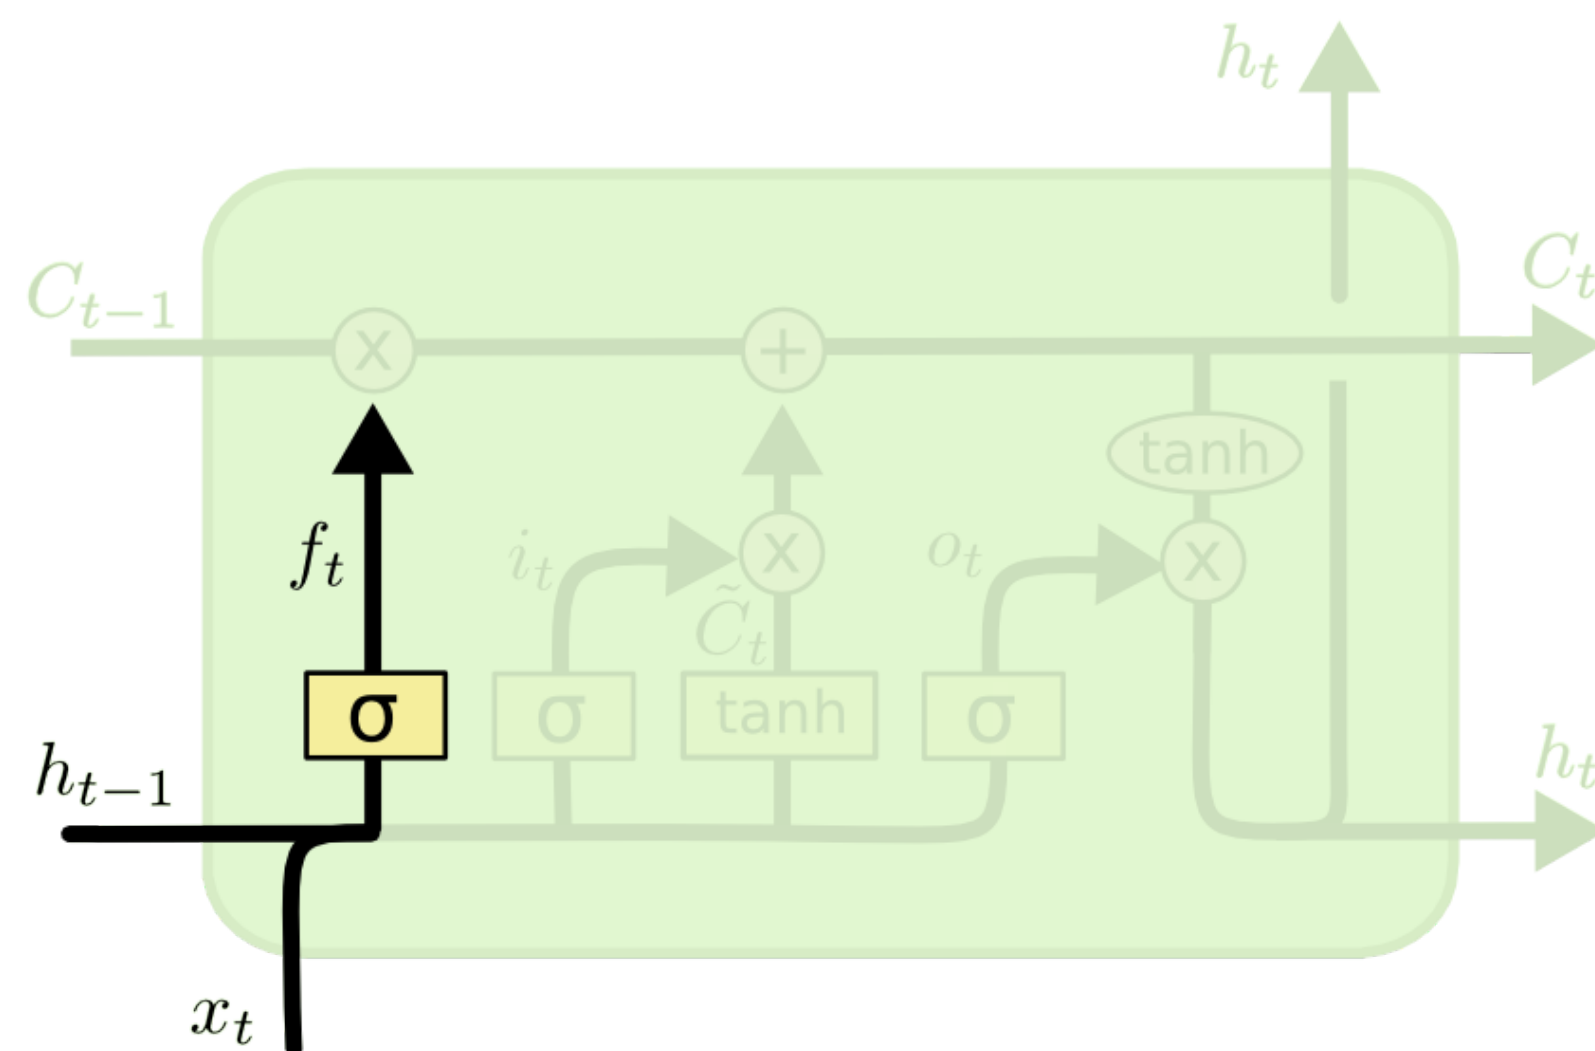 h_t
C_{t-1}
C_t
x
+
tanh
f_t
i_t
x
o_t
x
C̃_t
σ
σ
tanh
σ
h_{t-1}
h_t
x_t